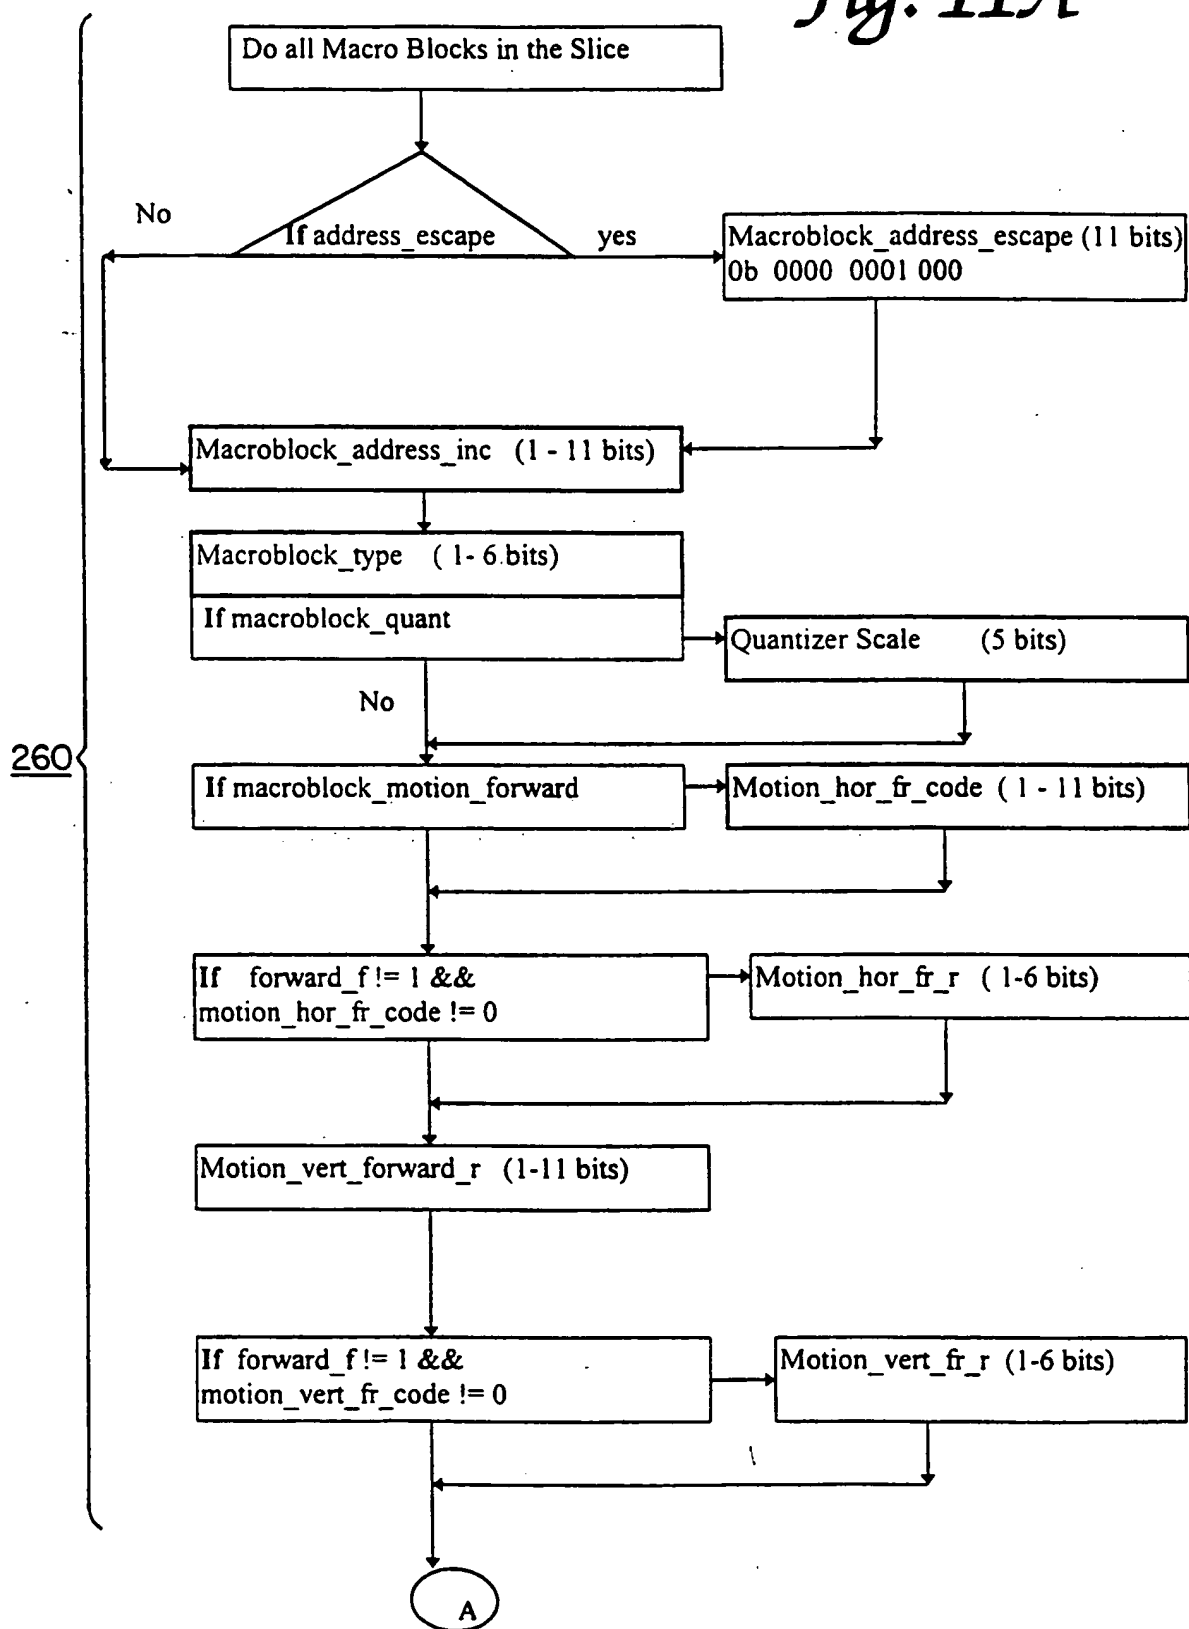 Fig. 11A
Do all Macro Blocks in the Slice
No
If address_escape
yes
Macroblock_address_escape (11 bits)
0b 0000 0001 000
Macroblock_address_inc (1 - 11 bits)
Macroblock_type ( 1- 6 bits)
If macroblock_quant
Quantizer Scale (5 bits)
No
260
If macroblock_motion_forward
Motion_hor_fr_code ( 1 - 11 bits)
If forward_f != 1 &&
motion_hor_fr_code != 0
Motion_hor_fr_r ( 1-6 bits)
Motion_vert_forward_r (1-11 bits)
If forward_f != 1 &&
motion_vert_fr_code != 0
Motion_vert_fr_r (1-6 bits)
A